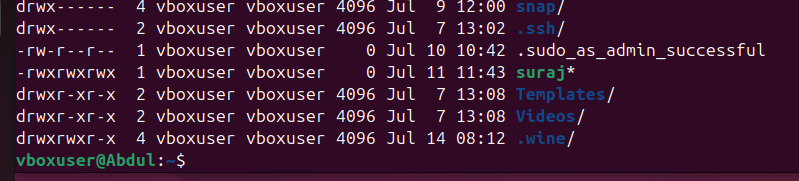 drwx------ 4 vboxuser vboxuser 4096 Jul 9 12:00 snap/
drwx------ 2 vboxuser vboxuser 4096 Jul 7 13:02 .ssh/
-rw-r--r-- 1 vboxuser vboxuser 0 Jul 10 10:42 .sudo_as_admin_successful
-rwxrwxrwx 1 vboxuser vboxuser 0 Jul 11 11:43 suraj*
drwxr-xr-x 2 vboxuser vboxuser 4096 Jul 7 13:08 Templates/
drwxr-xr-x 2 vboxuser vboxuser 4096 Jul 7 13:08 Videos/
drwxrwxr-x 4 vboxuser vboxuser 4096 Jul 14 08:12 .wine/
vboxuser@Abdul:~$